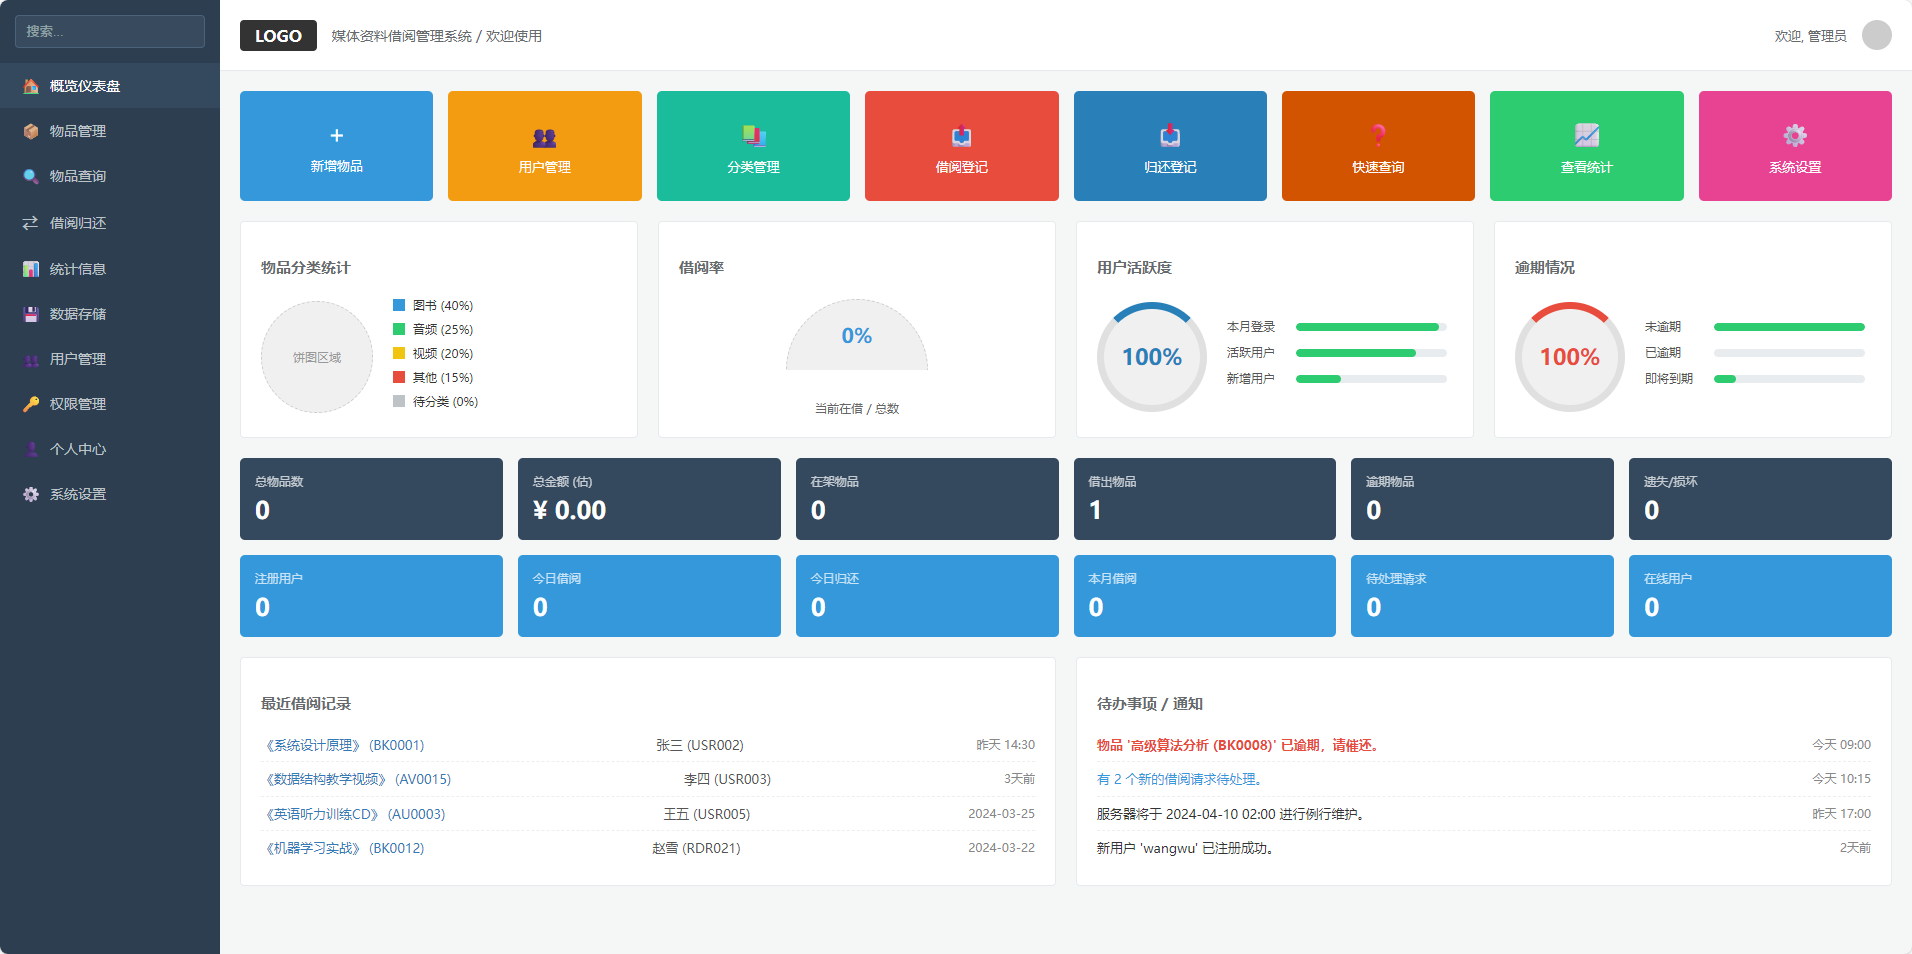 搜索...
概览仪表盘
物品管理
物品查询
借阅归还
统计信息
数据存储
用户管理
权限管理
个人中心
系统设置
LOGO 媒体资料借阅管理系统 / 欢迎使用 欢迎, 管理员
新增物品
用户管理
分类管理
借阅登记
归还登记
快速查询
查看统计
系统设置
物品分类统计
饼图区域
图书 (40%)
音频 (25%)
视频 (20%)
其他 (15%)
待分类 (0%)
借阅率
0%
当前在借 / 总数
用户活跃度
100%
本月登录
活跃用户
新增用户
逾期情况
100%
未逾期
已逾期
即将到期
总物品数
0
总金额 (估)
¥ 0.00
在架物品
0
借出物品
1
逾期物品
0
遗失/损坏
0
注册用户
0
今日借阅
0
今日归还
0
本月借阅
0
待处理请求
0
在线用户
0
最近借阅记录
《系统设计原理》 (BK0001) 张三 (USR002) 昨天 14:30
《数据结构教学视频》 (AV0015) 李四 (USR003) 3天前
《英语听力训练CD》 (AU0003) 王五 (USR005) 2024-03-25
《机器学习实战》 (BK0012) 赵雪 (RDR021) 2024-03-22
待办事项 / 通知
物品 '高级算法分析 (BK0008)' 已逾期，请催还。 今天 09:00
有 2 个新的借阅请求待处理。 今天 10:15
服务器将于 2024-04-10 02:00 进行例行维护。 昨天 17:00
新用户 'wangwu' 已注册成功。 2天前